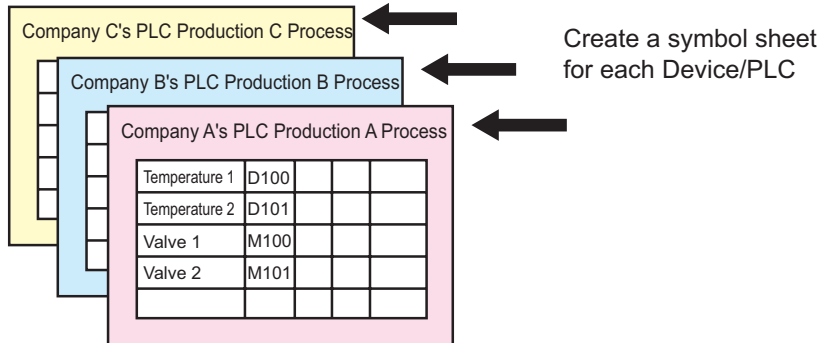 Company C's PLC Production C Process
Create a symbol sheet
for each Device/PLC
Company B's PLC Production B Process
Company A's PLC Production A Process
Temperature 1 D100
Temperature 2 D101
Valve 1 M100
Valve 2 M101